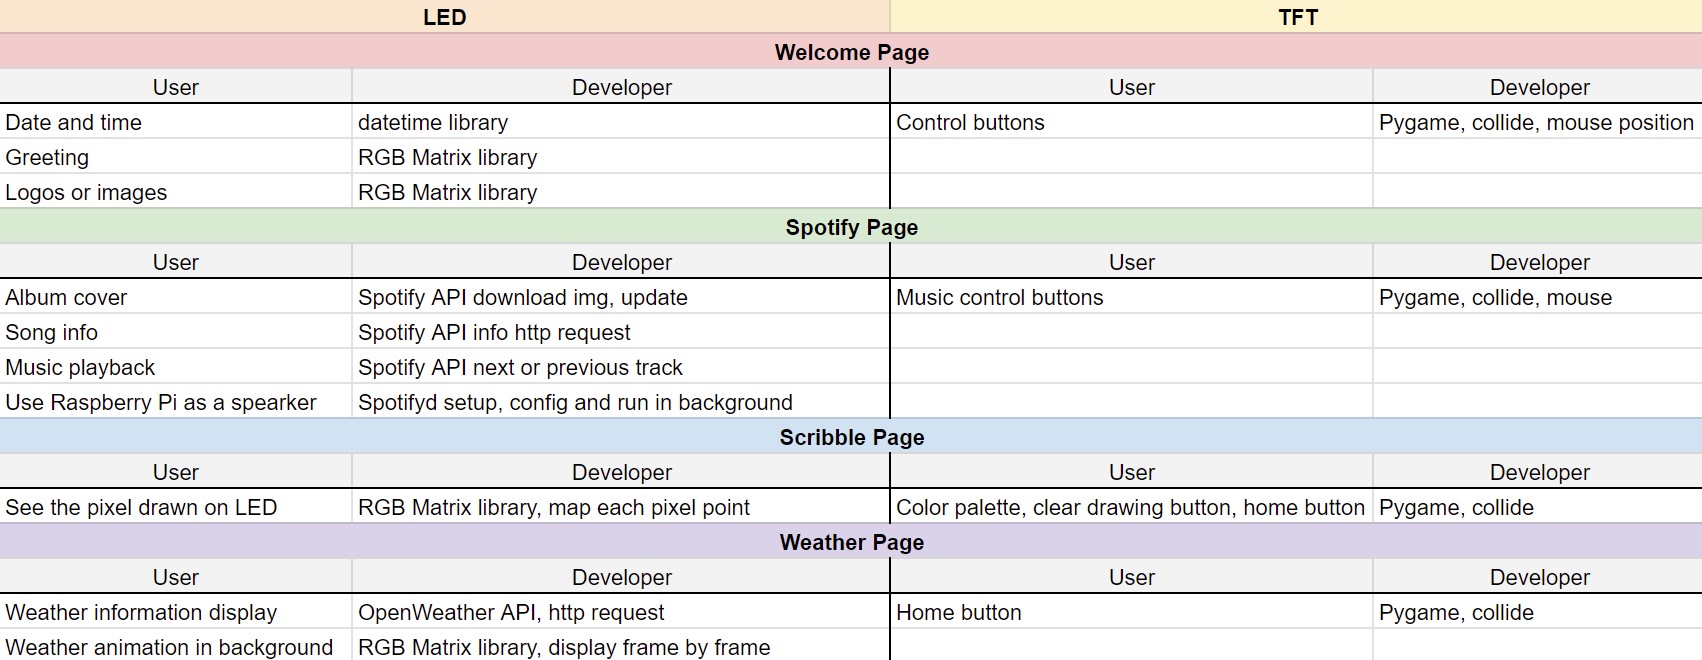 LED TFT
Welcome Page
User Developer User Developer
Date and time datetime library Control buttons Pygame, collide, mouse position
Greeting RGB Matrix library
Logos or images RGB Matrix library
Spotify Page
User Developer User Developer
Album cover Spotify API download img, update Music control buttons Pygame, collide, mouse
Song info Spotify API info http request
Music playback Spotify API next or previous track
Use Raspberry Pi as a spearker Spotifyd setup, config and run in background
Scribble Page
User Developer User Developer
See the pixel drawn on LED RGB Matrix library, map each pixel point Color palette, clear drawing button, home button Pygame, collide
Weather Page
User Developer User Developer
Weather information display OpenWeather API, http request Home button Pygame, collide
Weather animation in background RGB Matrix library, display frame by frame